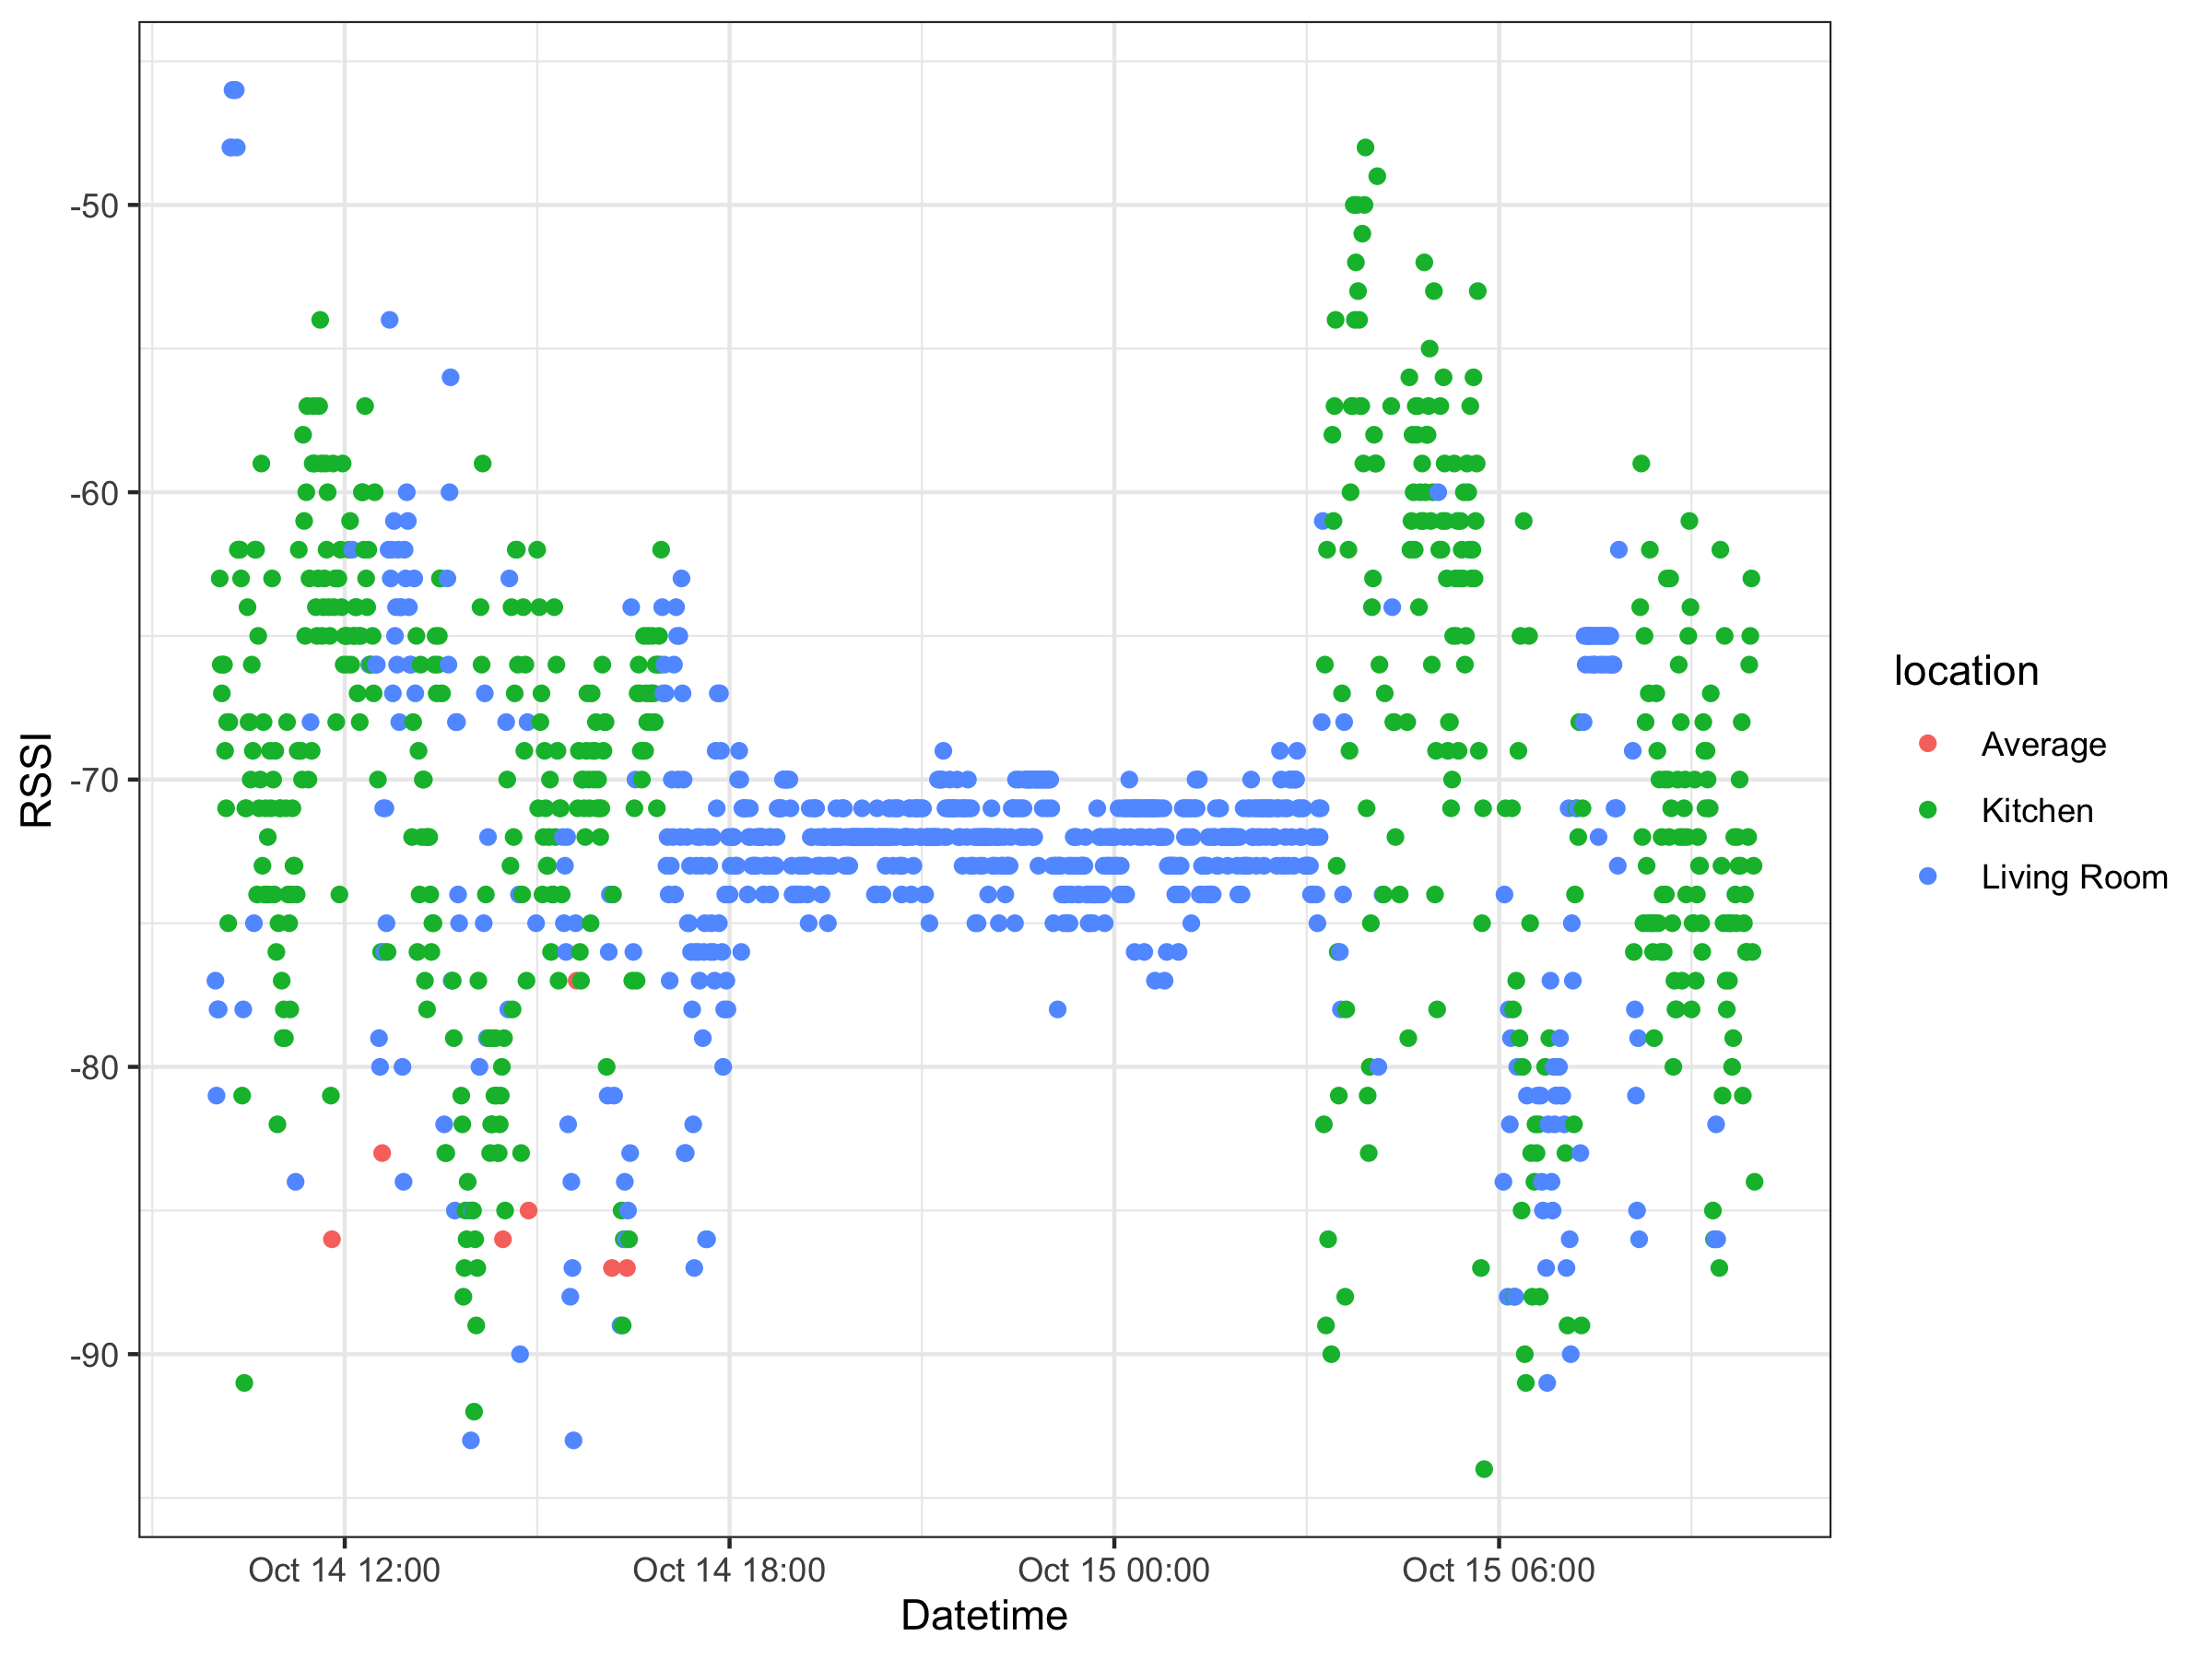 -50
-60
-70
-80
-90
RSSI
Oct 14 12:00
Oct 14 18:00
Oct 15 00:00
Oct 15 06:00
Datetime
location
Average
Kitchen
Living Room